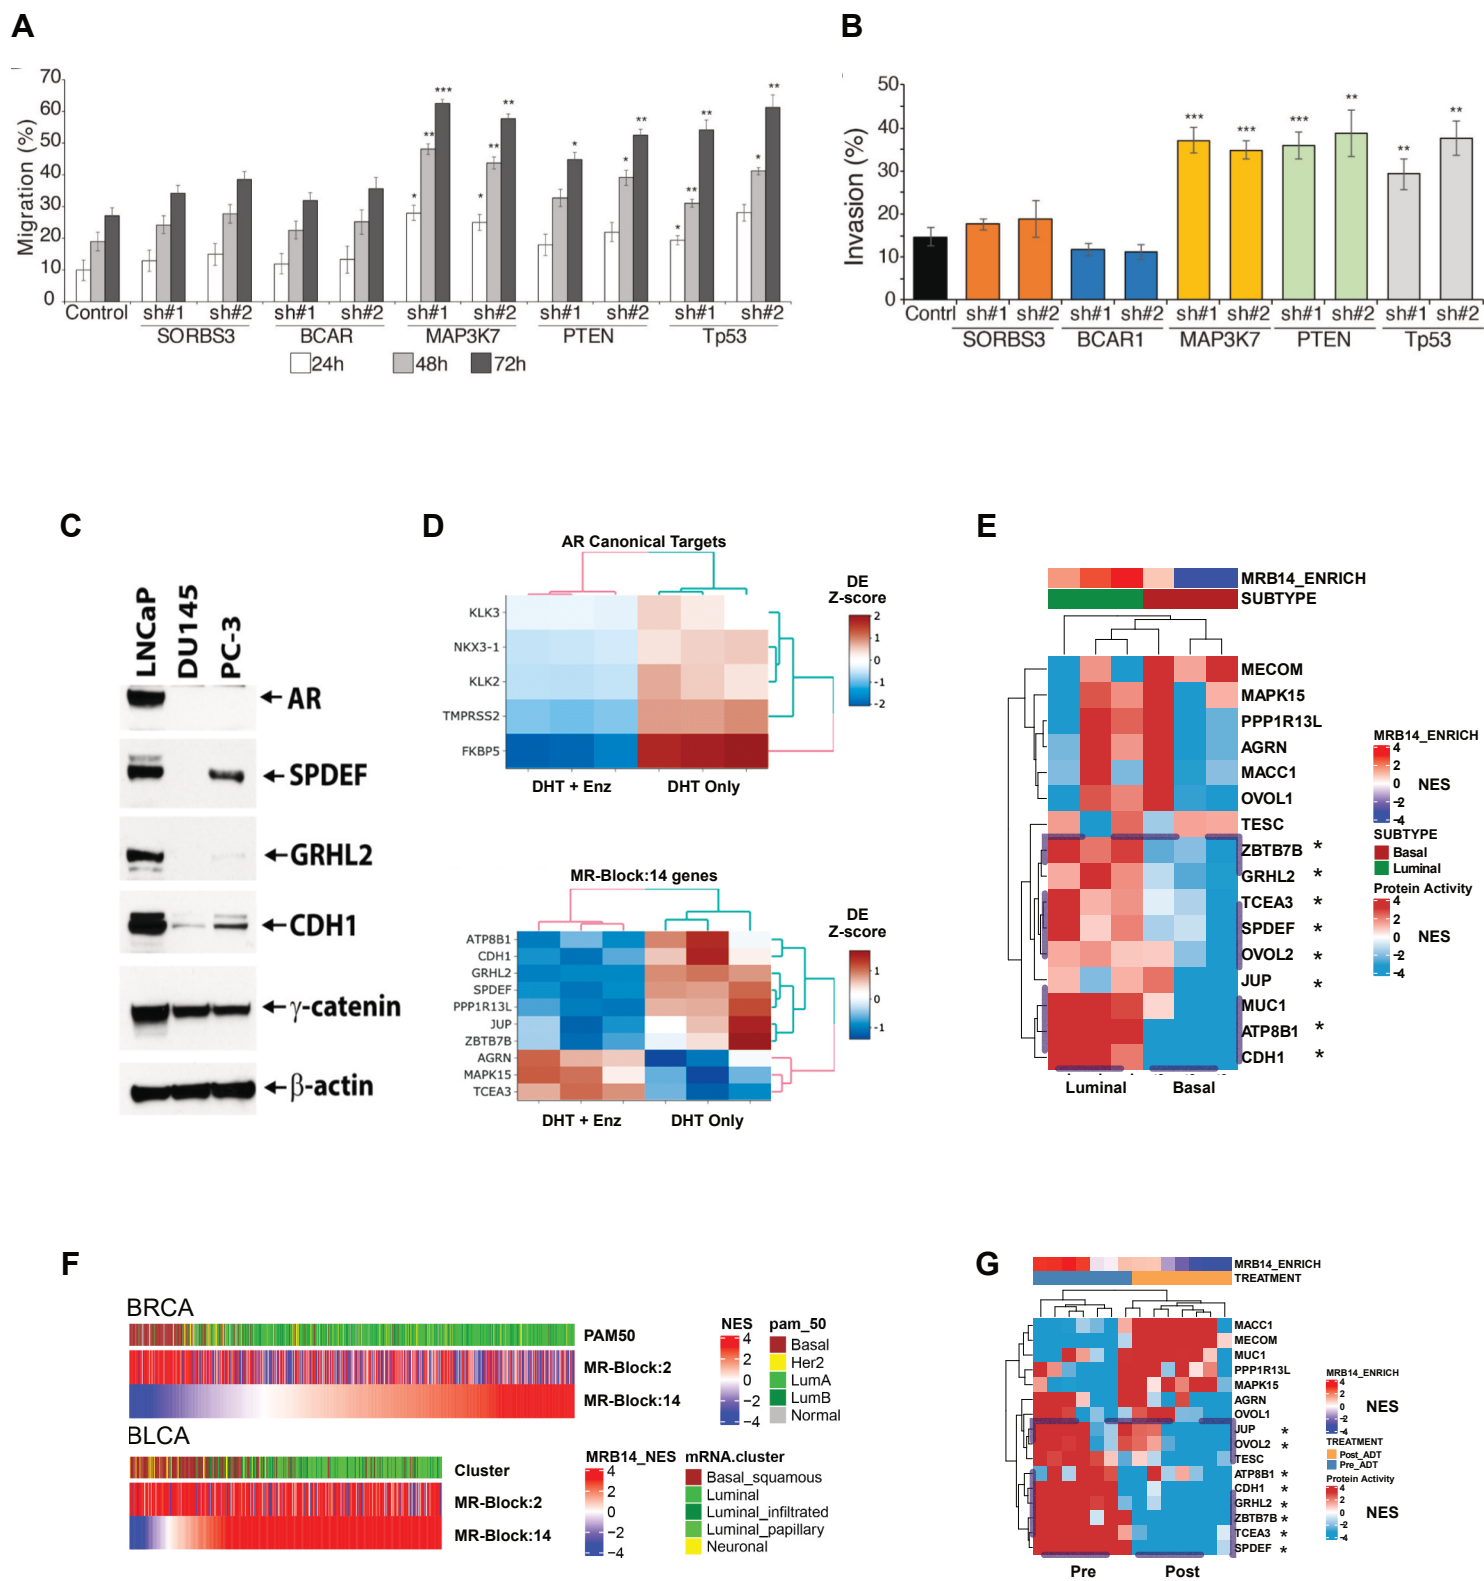 A
Migration (%)
70
60
50
40
30
20
10
0
*
**
***
*
**
**
*
*
**
*
**
**
*
**
Control
sh#1 sh#2 sh#1 sh#2 sh#1 sh#2 sh#1 sh#2 sh#1 sh#2
SORBS3 BCAR MAP3K7 PTEN Tp53
24h 48h 72h
B
Invasion (%)
50
40
30
20
10
0
*** *** *** ** ** **
Contrl sh#1 sh#2 sh#1 sh#2 sh#1 sh#2 sh#1 sh#2 sh#1 sh#2
SORBS3 BCAR1 MAP3K7 PTEN Tp53
C
LNCaP DU145 PC-3
AR
SPDEF
GRHL2
CDH1
γ-catenin
β-actin
D
AR Canonical Targets
KLK3
NKX3-1
KLK2
TMPRSS2
FKBP5
DHT + Enz DHT Only
DE
Z-score
2
1
0
-1
-2
MR-Block:14 genes
ATP8B1
CDH1
GRHL2
SPDEF
PPP1R13L
JUP
ZBTB7B
AGRN
MAPK15
TCEA3
DHT + Enz DHT Only
DE
Z-score
1
0
-1
E
MRB14_ENRICH
SUBTYPE
MECOM
MAPK15
PPP1R13L
AGRN
MACC1
OVOL1
TESC
ZBTB7B *
GRHL2 *
TCEA3 *
SPDEF *
OVOL2 *
JUP *
MUC1
ATP8B1 *
CDH1 *
Luminal Basal
MRB14_ENRICH
4
2
0
-2
-4
NES
SUBTYPE
Basal
Luminal
Protein Activity
4
2
0
-2
-4
NES
F
BRCA
PAM50
MR-Block:2
MR-Block:14
NES
4
2
0
−2
−4
pam_50
Basal
Her2
LumA
LumB
Normal
BLCA
Cluster
MR-Block:2
MR-Block:14
MRB14_NES
4
2
0
−2
−4
mRNA.cluster
Basal_squamous
Luminal
Luminal_infiltrated
Luminal_papillary
Neuronal
G
MRB14_ENRICH
TREATMENT
MACC1
MECOM
MUC1
PPP1R13L
MAPK15
AGRN
OVOL1
JUP *
OVOL2 *
TESC
ATP8B1 *
CDH1 *
GRHL2 *
ZBTB7B *
TCEA3 *
SPDEF *
Pre Post
MRB14_ENRICH
4
2
0
-2
-4
NES
TREATMENT
Post_ADT
Pre_ADT
Protein Activity
4
2
0
-2
-4
NES